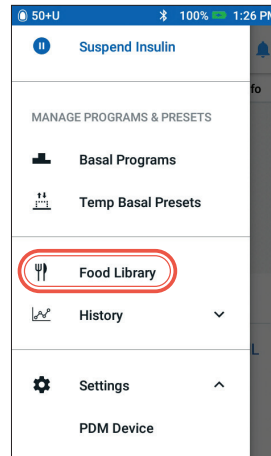 50+U 100% 1:26 PM
Suspend Insulin
fo
MANAGE PROGRAMS & PRESETS
Basal Programs
Temp Basal Presets
Food Library
History
L
Settings
PDM Device